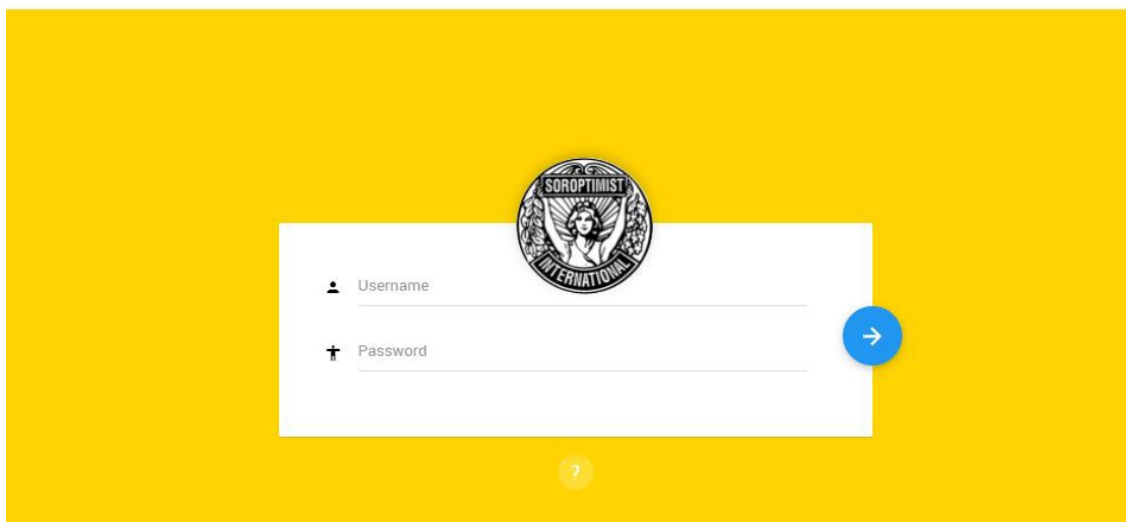 SOROPTIMIST
INTERNATIONAL
Username
Password
?